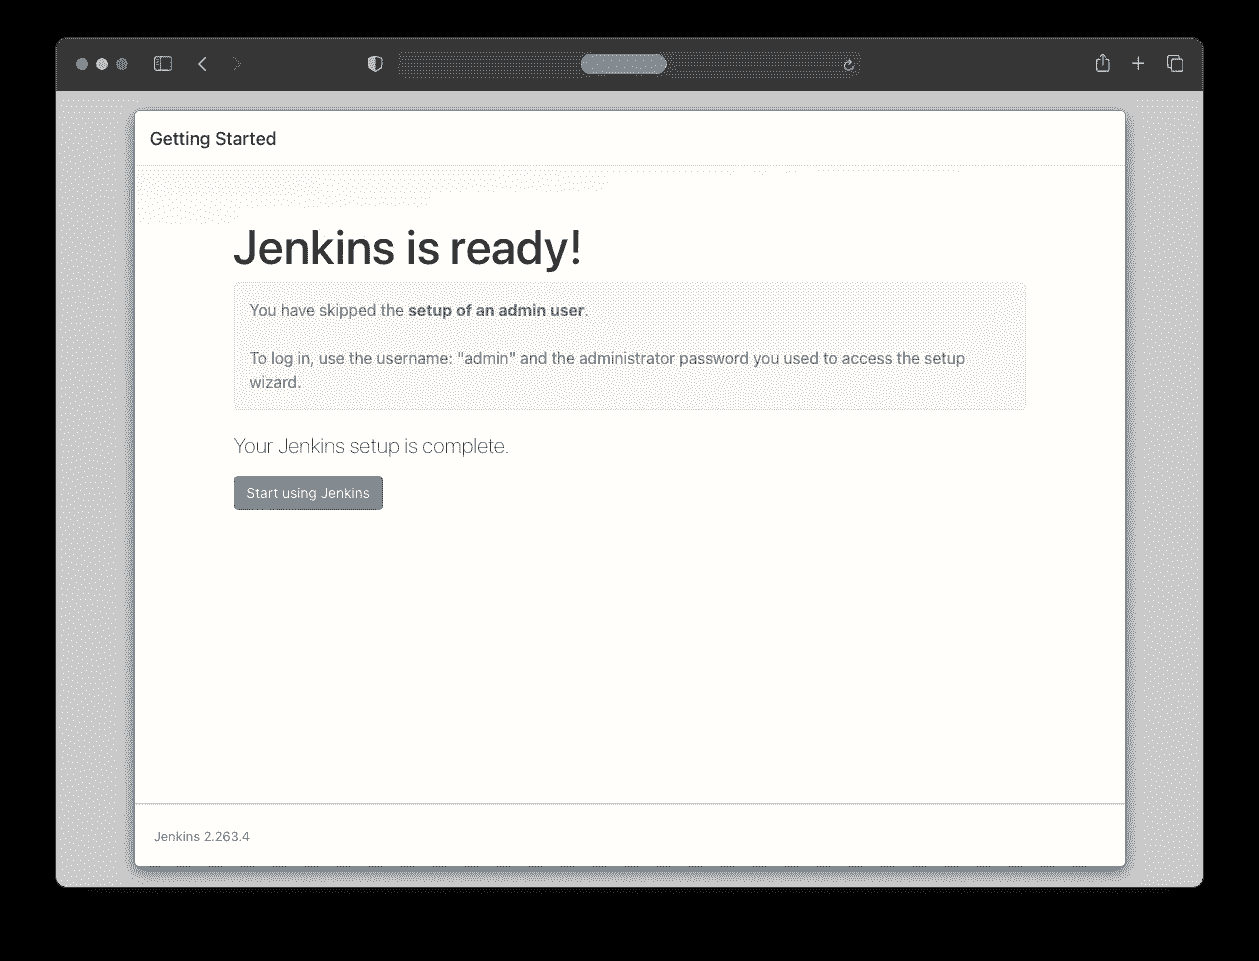 Getting Started
Jenkins is ready!
You have skipped the setup of an admin user.
To log in, use the username: "admin" and the administrator password you used to access the setup
wizard.
Your Jenkins setup is complete.
Start using Jenkins
Jenkins 2.263.4